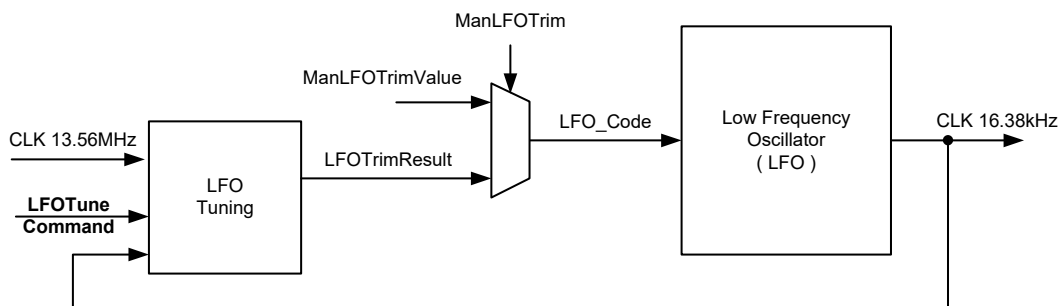 ManLFOTrim
ManLFOTrimValue
CLK 13.56MHz
LFO_Code
Low Frequency
Oscillator
( LFO )
CLK 16.38kHz
LFOTrimResult
LFO
Tuning
LFOTune
Command